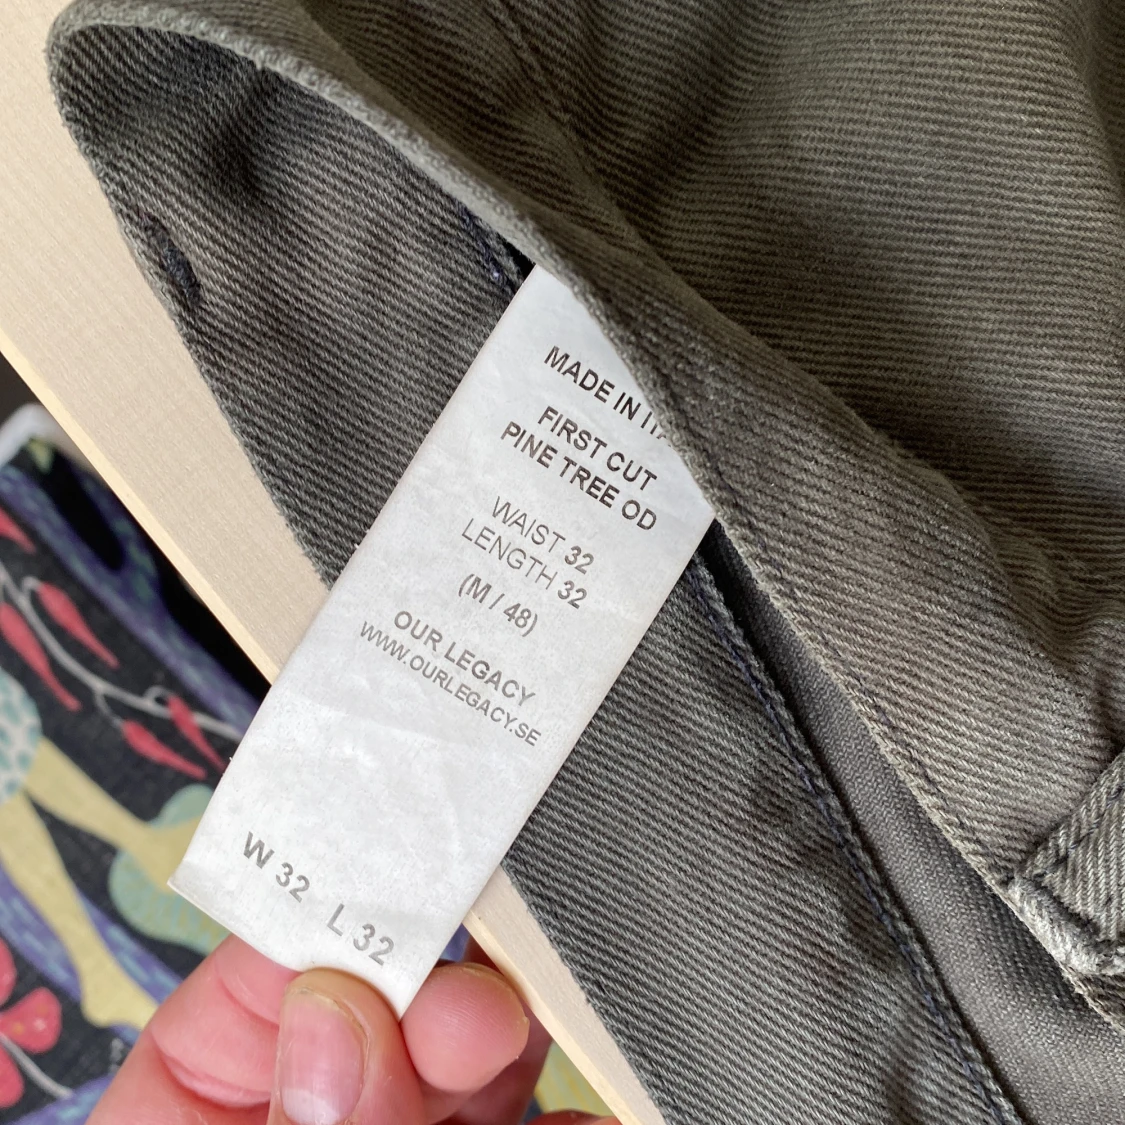 MADE IN ITA
FIRST CUT
PINE TREE OD
WAIST 32
LENGTH 32
(M / 48)
OUR LEGACY
WWW.OURLEGACY.SE
W 32 L 32